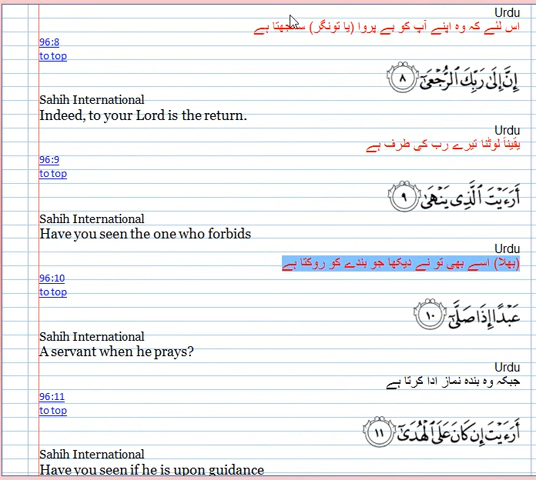 Urdu
اس لئے کہ وہ اپنے آپ کو بے پروا (یا تونگر) سمجھتا ہے
96:8
to top
إِنَّ إِلَىٰ رَبِّكَ ٱلرُّجْعَىٰٓ ٨
Sahih International
Indeed, to your Lord is the return.
Urdu
یقیناً لوٹنا تیرے رب کی طرف ہے
96:9
to top
أَرَءَيْتَ ٱلَّذِى يَنْهَىٰ ٩
Sahih International
Have you seen the one who forbids
Urdu
(بھلا) اسے بھی تو نے دیکھا جو بندے کو روکتا ہے
96:10
to top
عَبْدًا إِذَا صَلَّىٰٓ ١٠
Sahih International
A servant when he prays?
Urdu
جبکہ وہ بندہ نماز ادا کرتا ہے
96:11
to top
أَرَءَيْتَ إِن كَانَ عَلَى ٱلْهُدَىٰٓ ١١
Sahih International
Have you seen if he is upon guidance